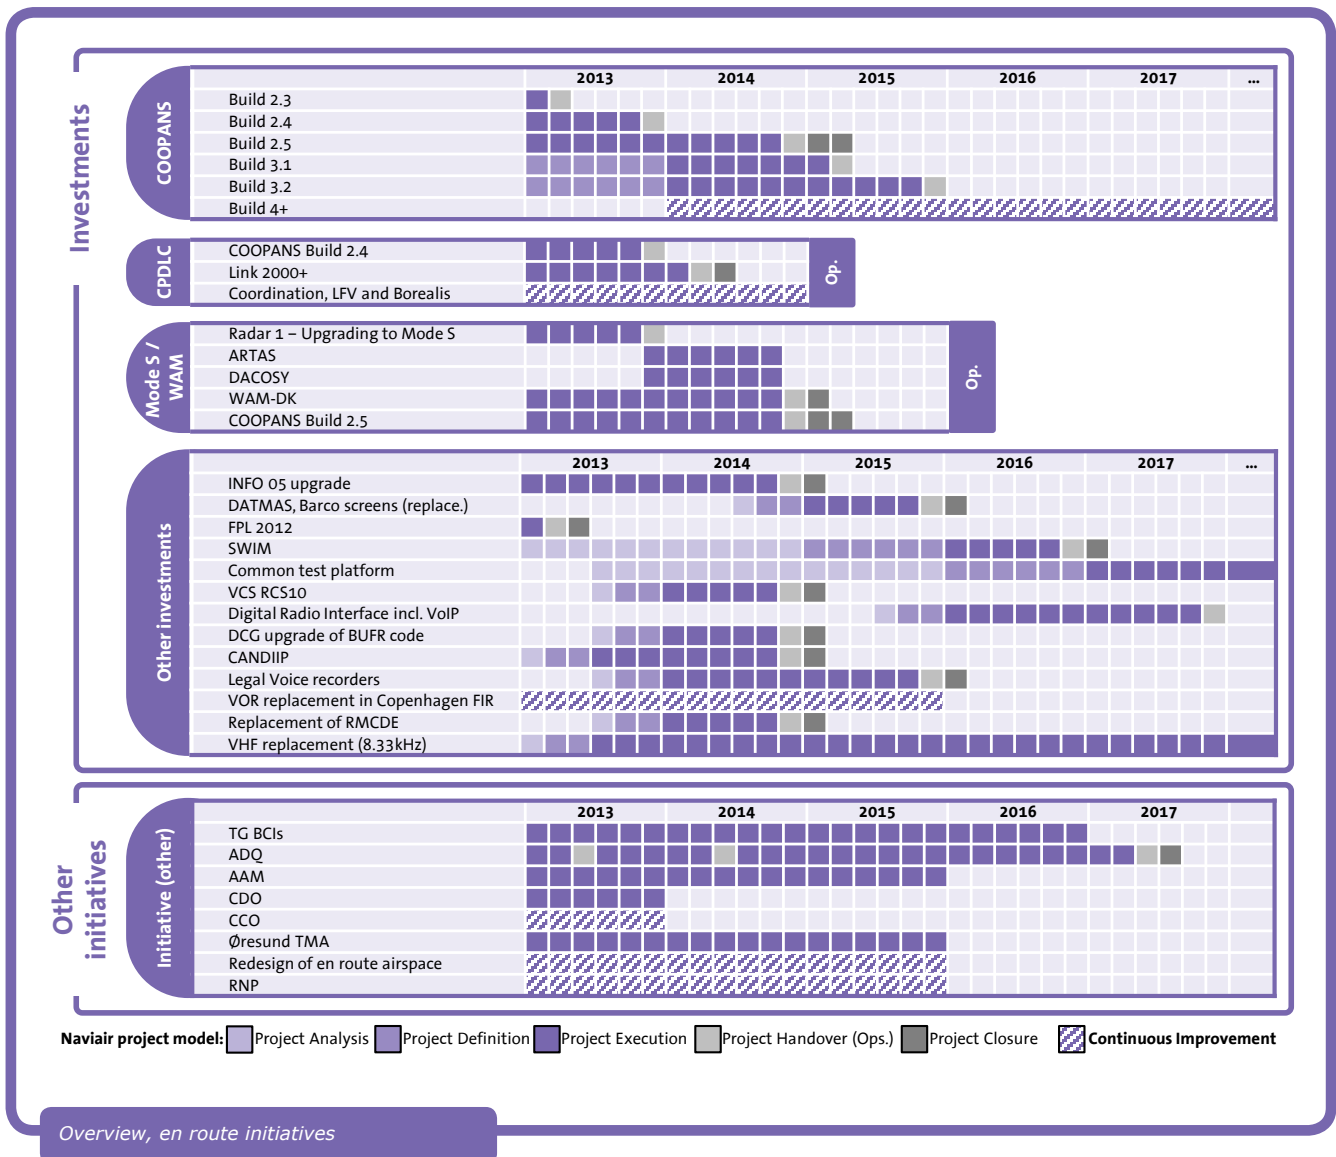 Investments
COOPANS
2013 2014 2015 2016 2017 ...
Build 2.3
Build 2.4
Build 2.5
Build 3.1
Build 3.2
Build 4+
CPDLC
COOPANS Build 2.4
Link 2000+
Coordination, LFV and Borealis
Op.
Mode S /
WAM
Radar 1 – Upgrading to Mode S
ARTAS
DACOSY
WAM-DK
COOPANS Build 2.5
Op.
Other investments
2013 2014 2015 2016 2017 ...
INFO 05 upgrade
DATMAS, Barco screens (replace.)
FPL 2012
SWIM
Common test platform
VCS RCS10
Digital Radio Interface incl. VoIP
DCG upgrade of BUFR code
CANDIIP
Legal Voice recorders
VOR replacement in Copenhagen FIR
Replacement of RMCDE
VHF replacement (8.33kHz)
Other
initiatives
Initiative (other)
2013 2014 2015 2016 2017
TG BCIs
ADQ
AAM
CDO
CCO
Øresund TMA
Redesign of en route airspace
RNP
Naviair project model: Project Analysis Project Definition Project Execution Project Handover (Ops.) Project Closure Continuous Improvement
Overview, en route initiatives